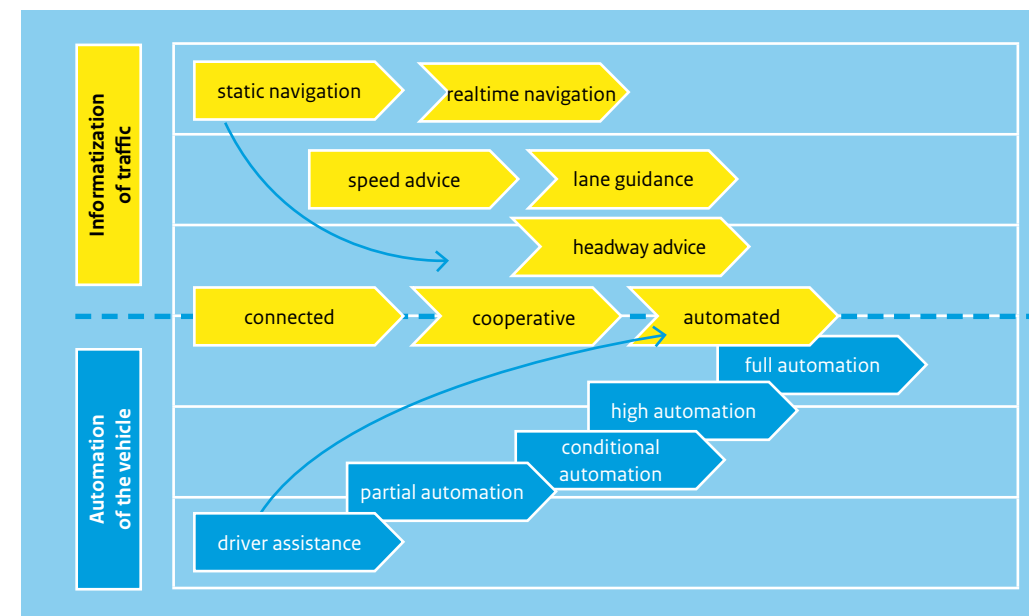 Informatization
of traffic
static navigation
realtime navigation
speed advice
lane guidance
headway advice
connected
cooperative
automated
Automation
of the vehicle
full automation
high automation
conditional
automation
partial automation
driver assistance